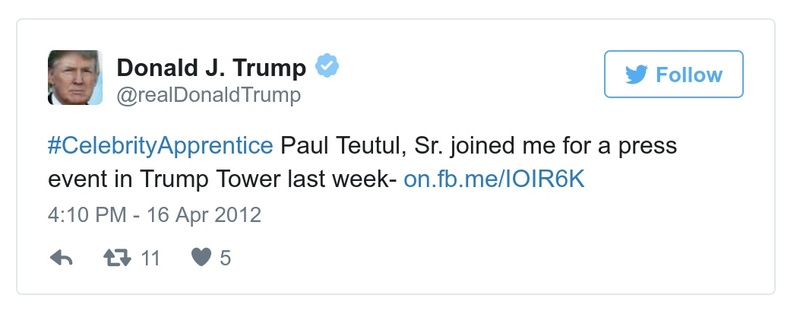 Donald J. Trump
@realDonaldTrump
Follow
#CelebrityApprentice Paul Teutul, Sr. joined me for a press
event in Trump Tower last week- on.fb.me/IOIR6K
4:10 PM - 16 Apr 2012
11 5